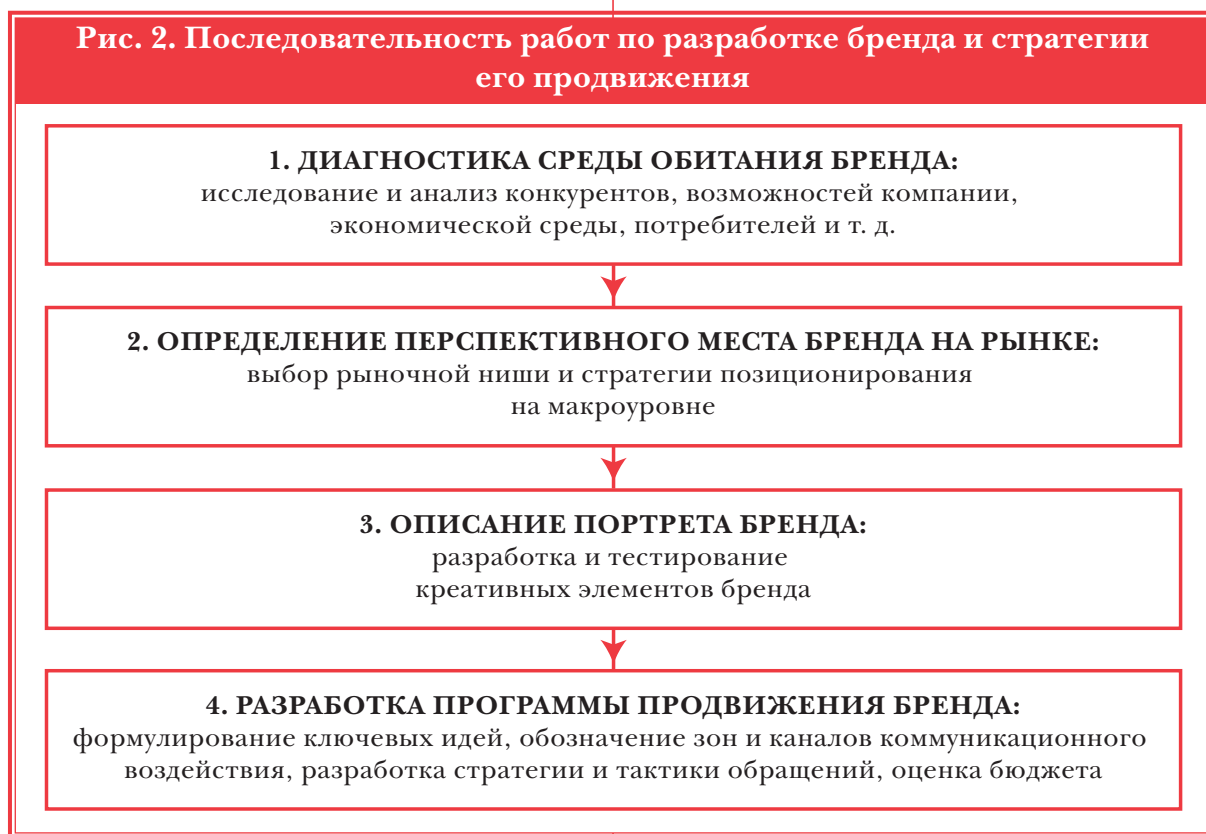 Рис. 2. Последовательность работ по разработке бренда и стратегии
его продвижения
1. ДИАГНОСТИКА СРЕДЫ ОБИТАНИЯ БРЕНДА:
исследование и анализ конкурентов, возможностей компании,
экономической среды, потребителей и т. д.
2. ОПРЕДЕЛЕНИЕ ПЕРСПЕКТИВНОГО МЕСТА БРЕНДА НА РЫНКЕ:
выбор рыночной ниши и стратегии позиционирования
на макроуровне
3. ОПИСАНИЕ ПОРТРЕТА БРЕНДА:
разработка и тестирование
креативных элементов бренда
4. РАЗРАБОТКА ПРОГРАММЫ ПРОДВИЖЕНИЯ БРЕНДА:
формулирование ключевых идей, обозначение зон и каналов коммуникационного
воздействия, разработка стратегии и тактики обращений, оценка бюджета